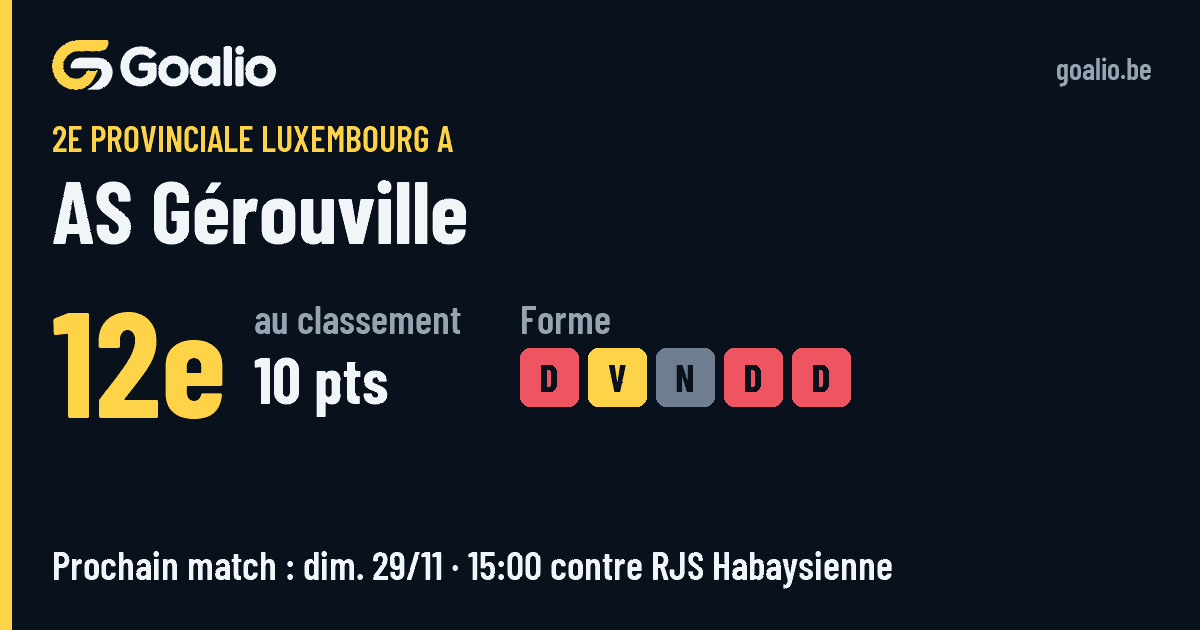 Goalio
goalio.be
2E PROVINCIALE LUXEMBOURG A
AS Gérouville
12e
au classement
10 pts
Forme
D V N D D
Prochain match : dim. 29/11 · 15:00 contre RJS Habaysienne